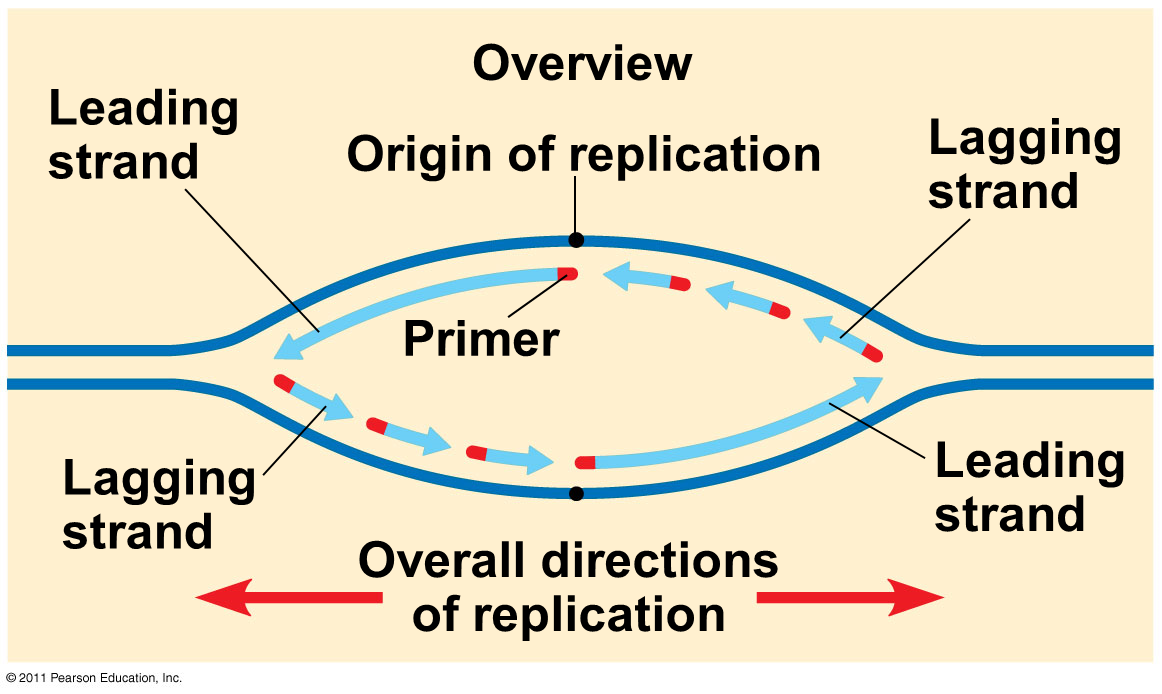 Overview
Leading
strand
Origin of replication
Lagging
strand
Primer
Lagging
strand
Leading
strand
Overall directions
of replication
© 2011 Pearson Education, Inc.